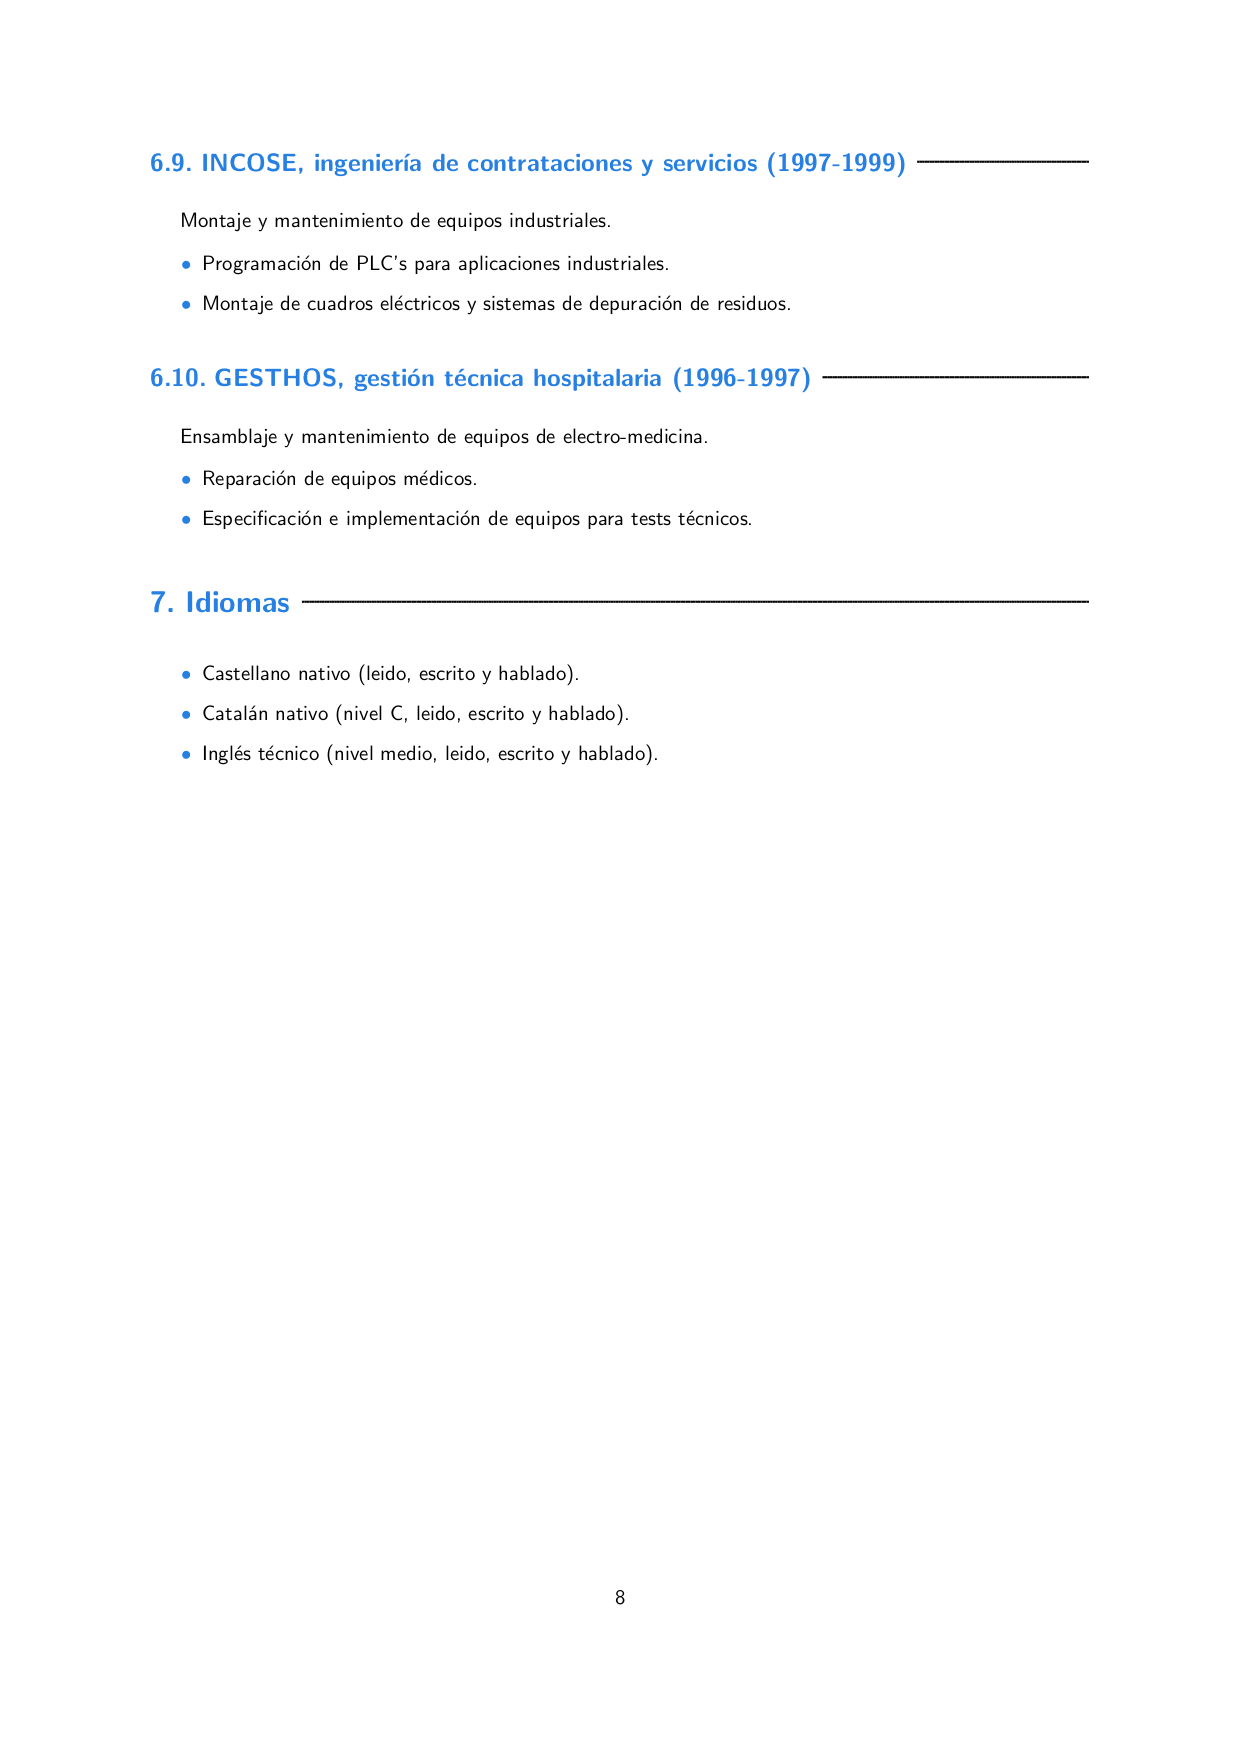 6.9. INCOSE, ingeniería de contrataciones y servicios (1997-1999)
Montaje y mantenimiento de equipos industriales.
• Programación de PLC's para aplicaciones industriales.
• Montaje de cuadros eléctricos y sistemas de depuración de residuos.
6.10. GESTHOS, gestión técnica hospitalaria (1996-1997)
Ensamblaje y mantenimiento de equipos de electro-medicina.
• Reparación de equipos médicos.
• Especificación e implementación de equipos para tests técnicos.
7. Idiomas
• Castellano nativo (leido, escrito y hablado).
• Catalán nativo (nivel C, leido, escrito y hablado).
• Inglés técnico (nivel medio, leido, escrito y hablado).
8